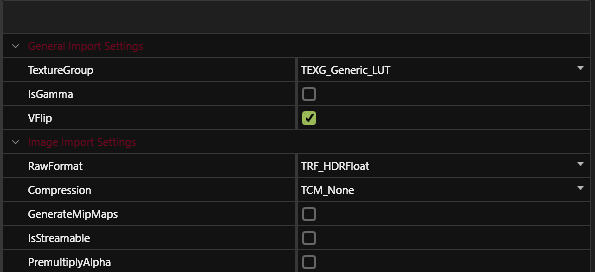 General Import Settings
TextureGroup TEXG_Generic_LUT
IsGamma
VFlip
Image Import Settings
RawFormat TRF_HDRFloat
Compression TCM_None
GenerateMipMaps
IsStreamable
PremultiplyAlpha